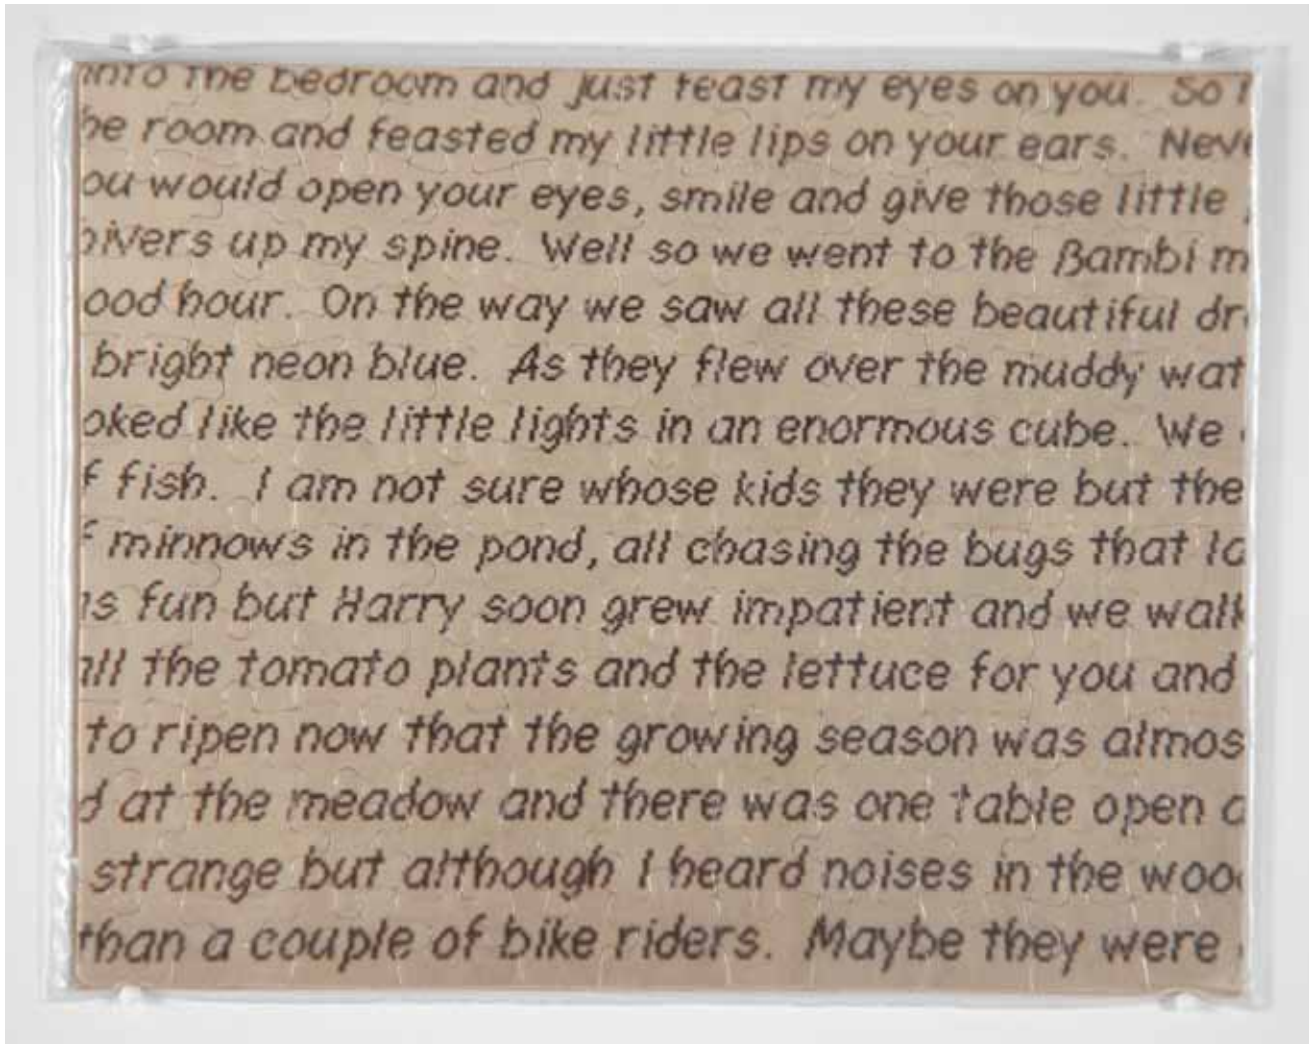 into the bedroom and just feast my eyes on you. So
he room and feasted my little lips on your ears. Neve
ou would open your eyes, smile and give those little
hivers up my spine. Well so we went to the Bambi m
ood hour. On the way we saw all these beautiful dr
bright neon blue. As they flew over the muddy wat
oked like the little lights in an enormous cube. We
f fish. I am not sure whose kids they were but the
f minnows in the pond, all chasing the bugs that la
as fun but Harry soon grew impatient and we walk
all the tomato plants and the lettuce for you and
to ripen now that the growing season was almos
d at the meadow and there was one table open a
strange but although I heard noises in the woo
than a couple of bike riders. Maybe they were